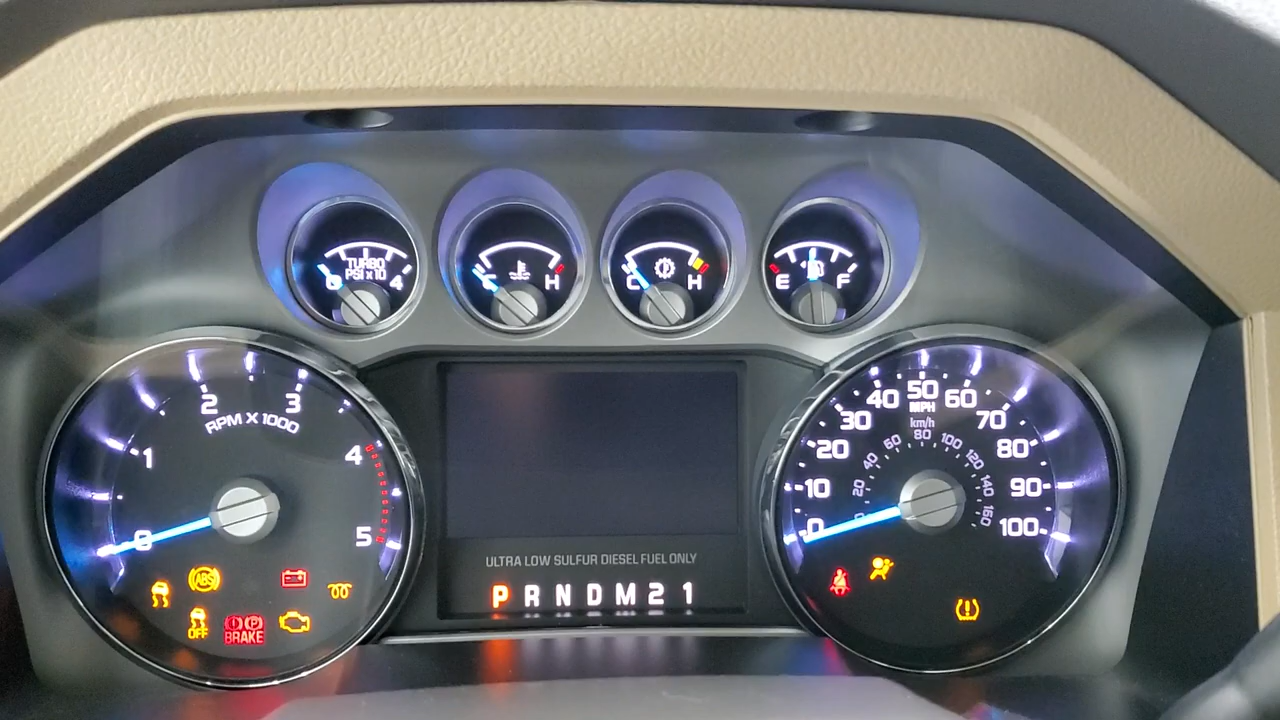 TURBO
PSI x 10
0 4
C H
C H
E F
0 1 2 3 4 5
RPM X 1000
ABS
OFF
BRAKE
P
ULTRA LOW SULFUR DIESEL FUEL ONLY
P R N D M 2 1
0 10 20 30 40 50 60 70 80 90 100
MPH
km/h
0 20 40 60 80 100 120 140 160